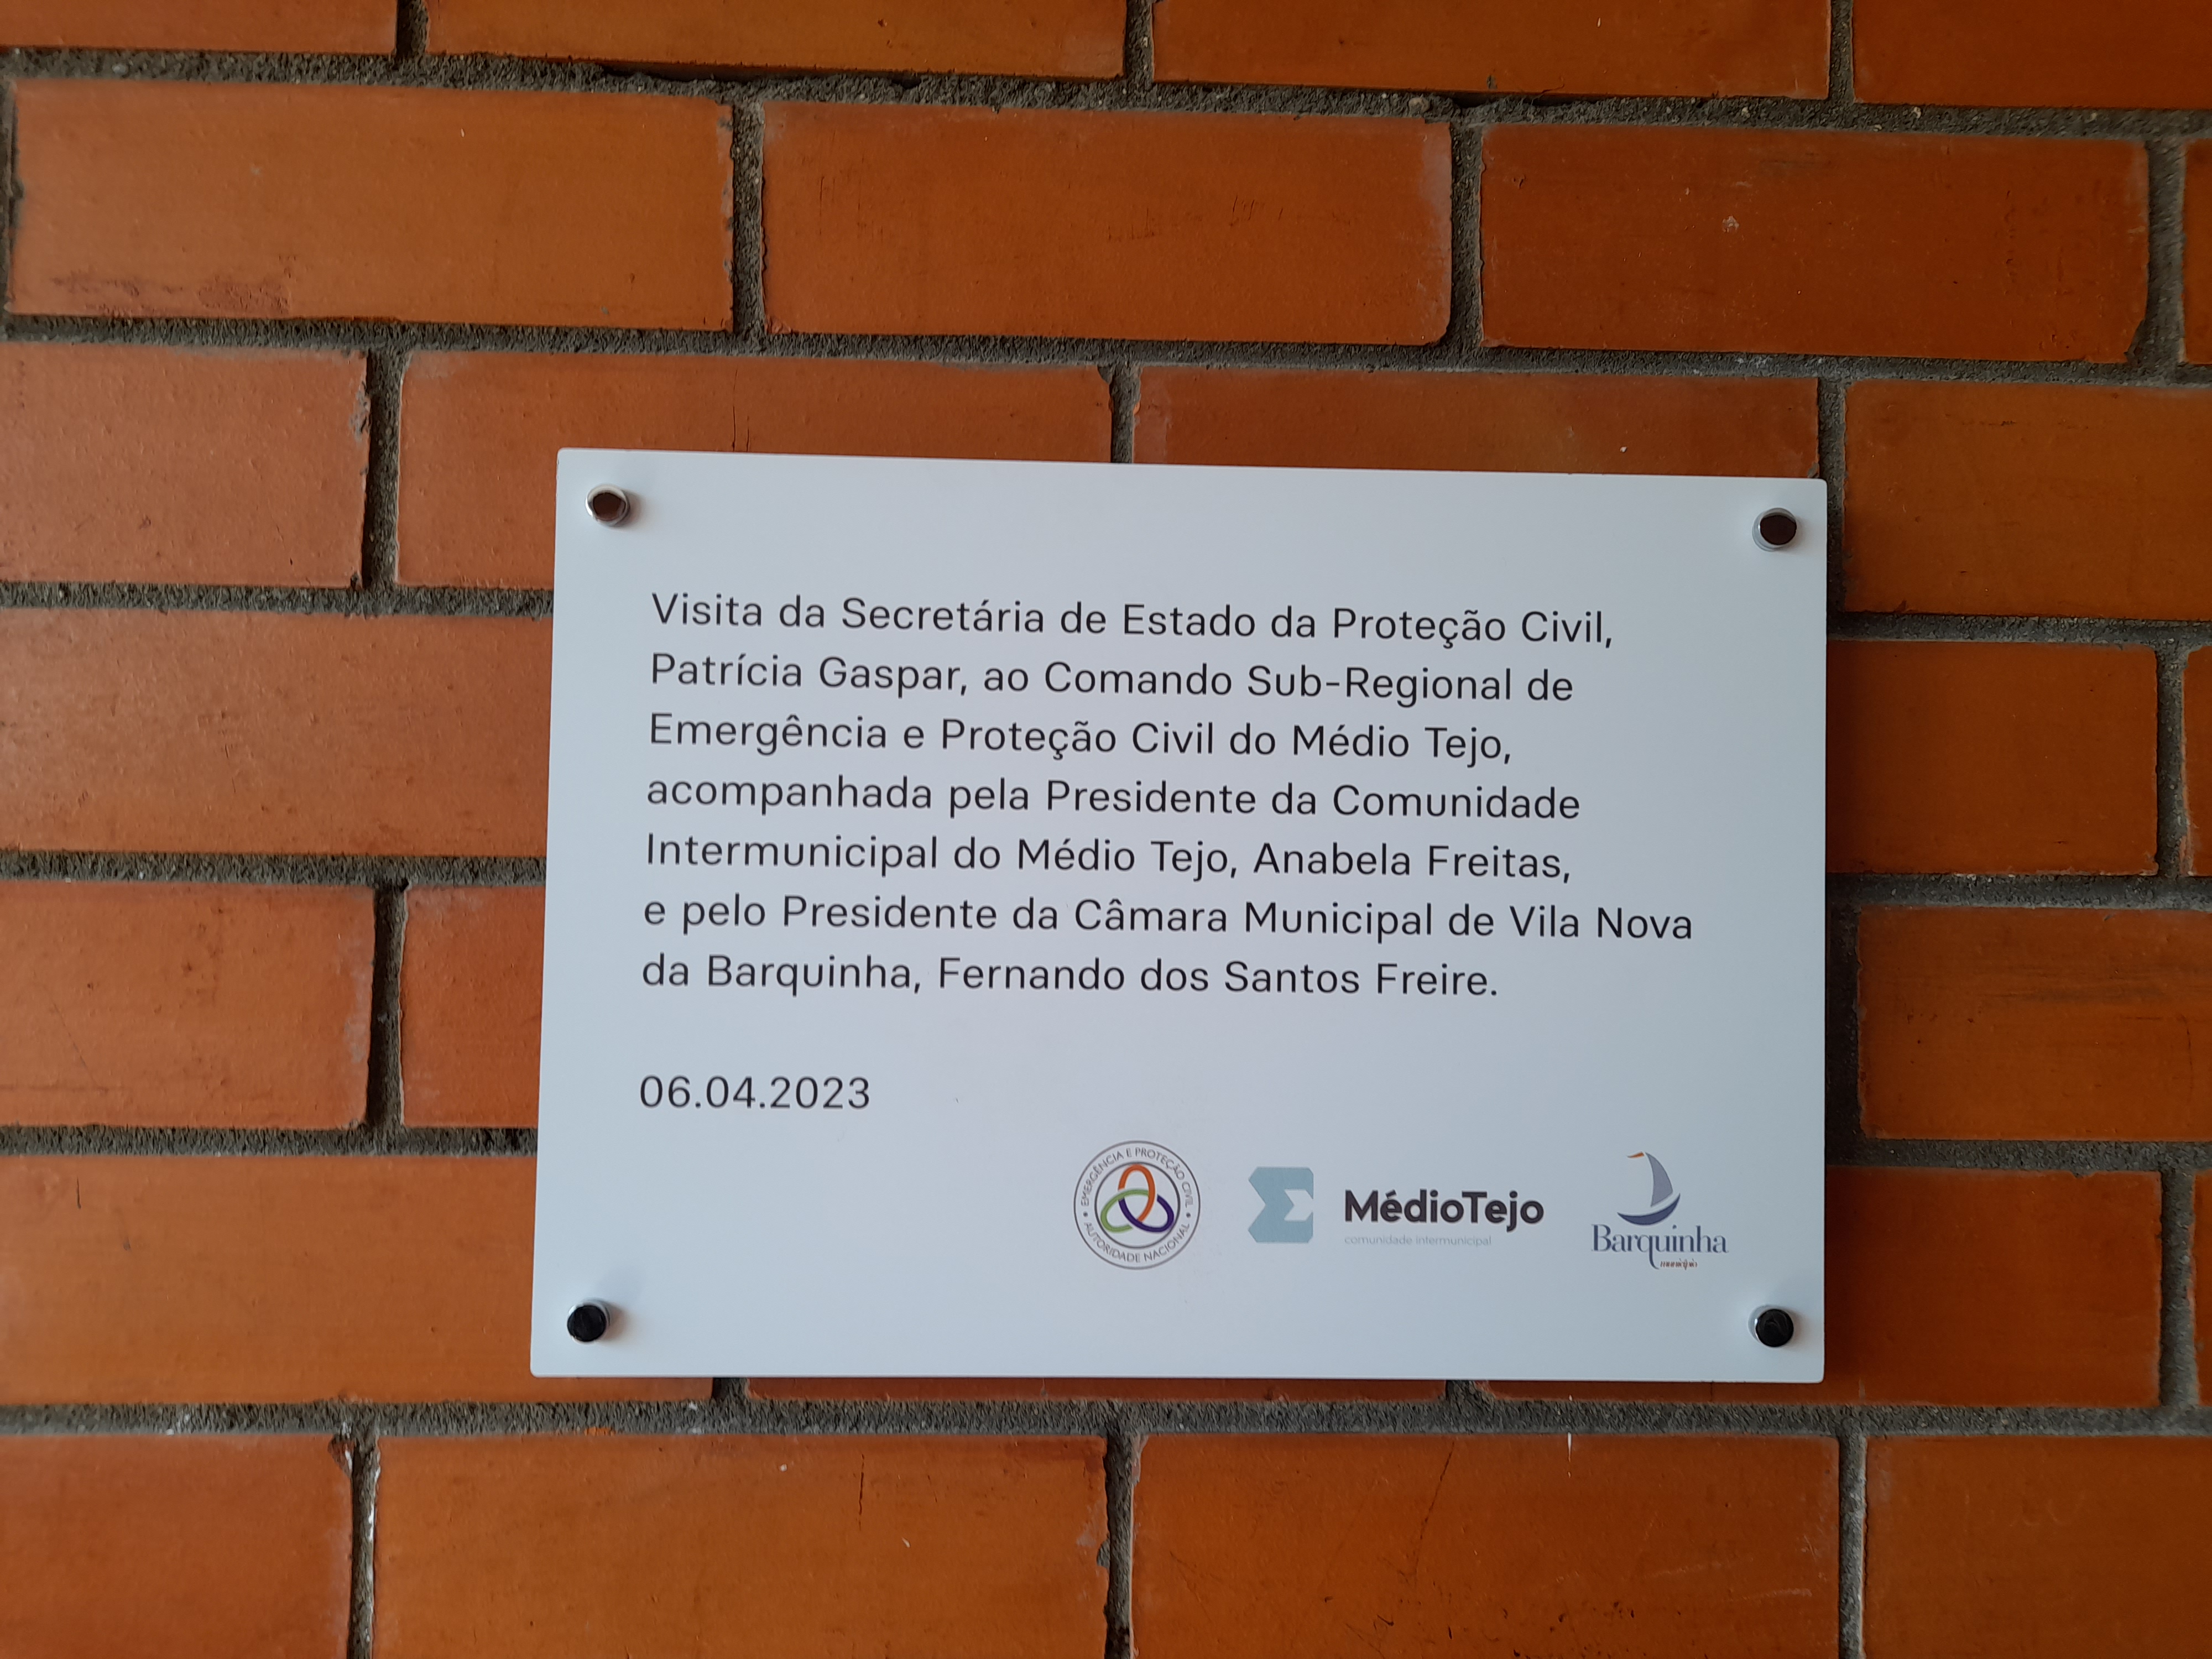 Visita da Secretária de Estado da Proteção Civil,
Patrícia Gaspar, ao Comando Sub-Regional de
Emergência e Proteção Civil do Médio Tejo,
acompanhada pela Presidente da Comunidade
Intermunicipal do Médio Tejo, Anabela Freitas,
e pelo Presidente da Câmara Municipal de Vila Nova
da Barquinha, Fernando dos Santos Freire.
06.04.2023
EMERGÊNCIA E PROTEÇÃO CIVIL
AUTORIDADE NACIONAL
MédioTejo
comunidade intermunicipal
Barquinha